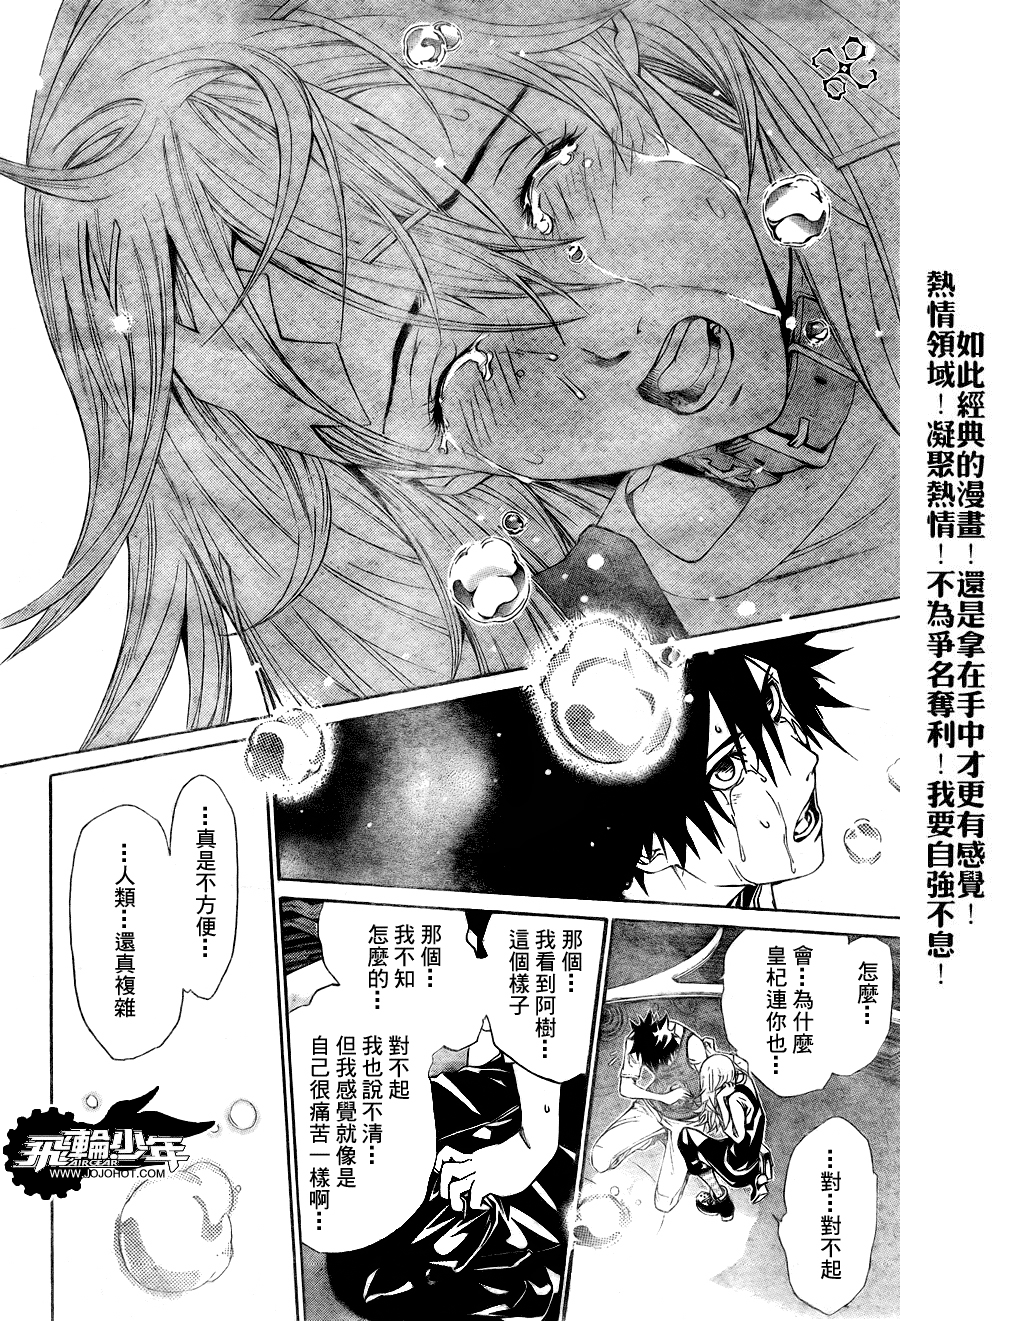 如此經典的漫畫！還是拿在手中才更有感覺！
熱情領域！凝聚熱情！不為爭名奪利！我要自強不息！
怎麼…
會…為什麼
皇杞連你也…
…對…對不起
那個…
我看到阿樹…
這個樣子
那個…
我不知
怎麼的…
對不起
我也說不清…
但我感覺就像是
自己很痛苦一樣啊…
…真是不方便…
…人類…還真複雜
飛輪少年
AIRGEAR
WWW.JOJOHOT.COM